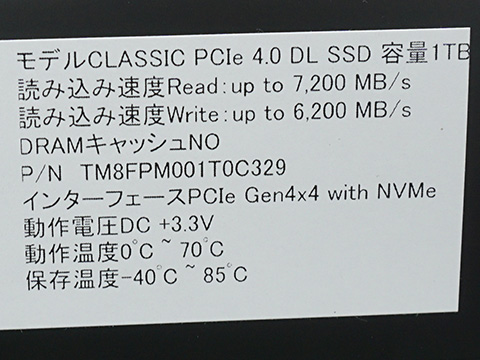 モデルCLASSIC PCIe 4.0 DL SSD 容量1TB
読み込み速度Read:up to 7,200 MB/s
読み込み速度Write:up to 6,200 MB/s
DRAMキャッシュNO
P/N TM8FPM001T0C329
インターフェースPCIe Gen4x4 with NVMe
動作電圧DC +3.3V
動作温度0℃ ~ 70℃
保存温度-40℃ ~ 85℃